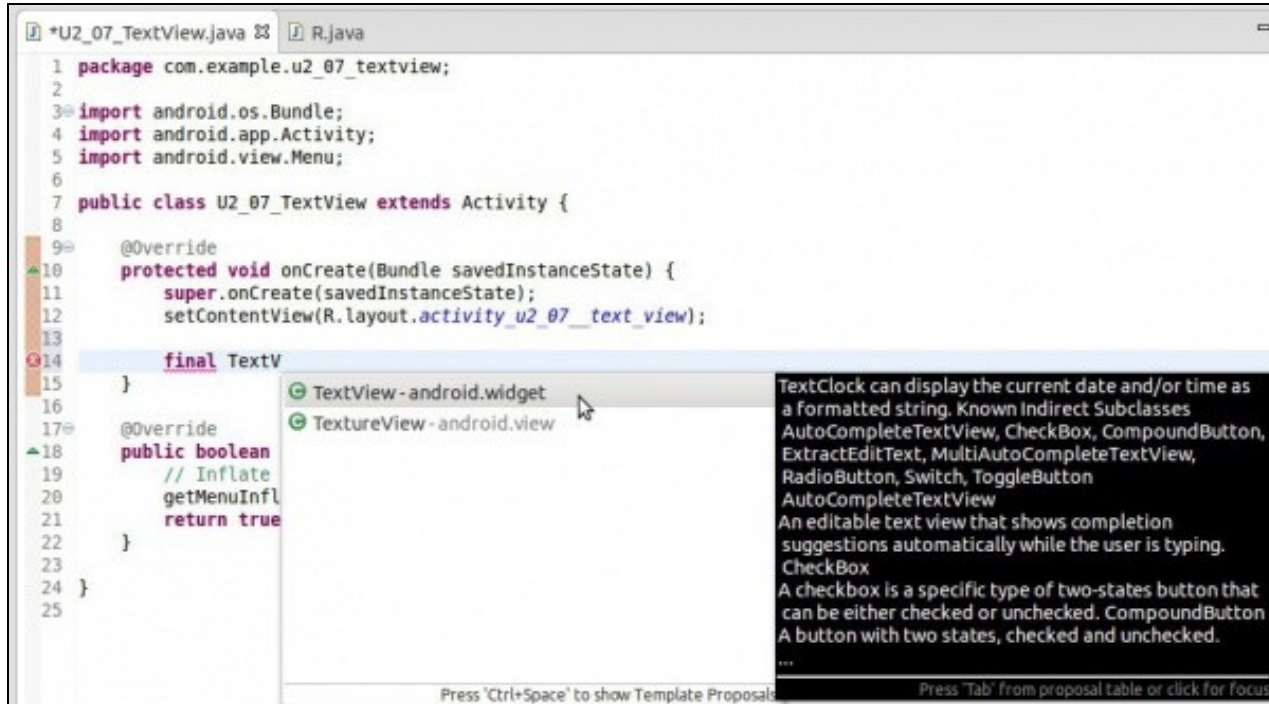 *U2_07_TextView.java R.java
1 package com.example.u2_07_textview;
2
3 import android.os.Bundle;
4 import android.app.Activity;
5 import android.view.Menu;
6
7 public class U2_07_TextView extends Activity {
8
9 @Override
10 protected void onCreate(Bundle savedInstanceState) {
11 super.onCreate(savedInstanceState);
12 setContentView(R.layout.activity_u2_07__text_view);
13
14 final TextV
15 }
16
17 @Override
18 public boolean
19 // Inflate
20 getMenuInfl
21 return true
22 }
23
24 }
25
TextView - android.widget
TextureView - android.view
Press 'Ctrl+Space' to show Template Proposals
TextClock can display the current date and/or time as
a formatted string. Known Indirect Subclasses
AutoCompleteTextView, CheckBox, CompoundButton,
ExtractEditText, MultiAutoCompleteTextView,
RadioButton, Switch, ToggleButton
AutoCompleteTextView
An editable text view that shows completion
suggestions automatically while the user is typing.
CheckBox
A checkbox is a specific type of two-states button that
can be either checked or unchecked. CompoundButton
A button with two states, checked and unchecked.
...
Press 'Tab' from proposal table or click for focus